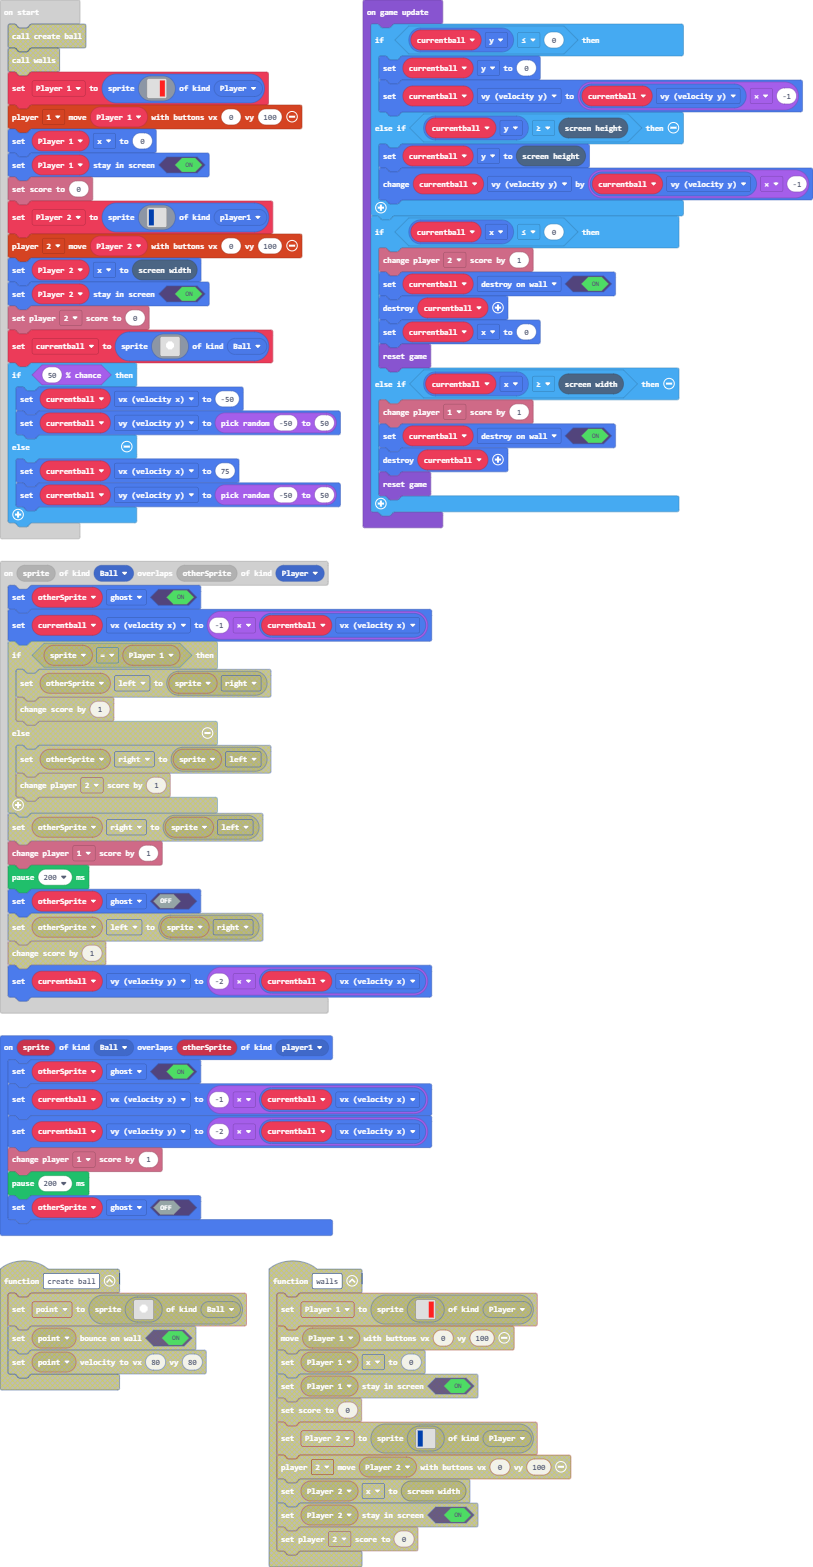 on start
call create ball
call walls
set Player 1 to sprite of kind Player
player 1 move Player 1 with buttons vx 0 vy 100
set Player 1 x to 0
set Player 1 stay in screen ON
set score to 0
set Player 2 to sprite of kind player1
player 2 move Player 2 with buttons vx 0 vy 100
set Player 2 x to screen width
set Player 2 stay in screen ON
set player 2 score to 0
set currentball to sprite of kind Ball
if 50 % chance then
set currentball vx (velocity x) to -50
set currentball vy (velocity y) to pick random -50 to 50
else
set currentball vx (velocity x) to 75
set currentball vy (velocity y) to pick random -50 to 50
on game update
if currentball y ≤ 0 then
set currentball y to 0
set currentball vy (velocity y) to currentball vy (velocity y) × -1
else if currentball y ≥ screen height then
set currentball y to screen height
change currentball vy (velocity y) by currentball vy (velocity y) × -1
if currentball x ≤ 0 then
change player 2 score by 1
set currentball destroy on wall ON
destroy currentball
set currentball x to 0
reset game
else if currentball x ≥ screen width then
change player 1 score by 1
set currentball destroy on wall ON
destroy currentball
reset game
on sprite of kind Ball overlaps otherSprite of kind Player
set otherSprite ghost ON
set currentball vx (velocity x) to -1 × currentball vx (velocity x)
if sprite = Player 1 then
set otherSprite left to sprite right
change score by 1
else
set otherSprite right to sprite left
change player 2 score by 1
set otherSprite right to sprite left
change player 1 score by 1
pause 200 ms
set otherSprite ghost OFF
set otherSprite left to sprite right
change score by 1
set currentball vy (velocity y) to -2 × currentball vx (velocity x)
on sprite of kind Ball overlaps otherSprite of kind player1
set otherSprite ghost ON
set currentball vx (velocity x) to -1 × currentball vx (velocity x)
set currentball vy (velocity y) to -2 × currentball vx (velocity x)
change player 1 score by 1
pause 200 ms
set otherSprite ghost OFF
function create ball
set point to sprite of kind Ball
set point bounce on wall ON
set point velocity to vx 80 vy 80
function walls
set Player 1 to sprite of kind Player
move Player 1 with buttons vx 0 vy 100
set Player 1 x to 0
set Player 1 stay in screen ON
set score to 0
set Player 2 to sprite of kind Player
player 2 move Player 2 with buttons vx 0 vy 100
set Player 2 x to screen width
set Player 2 stay in screen ON
set player 2 score to 0